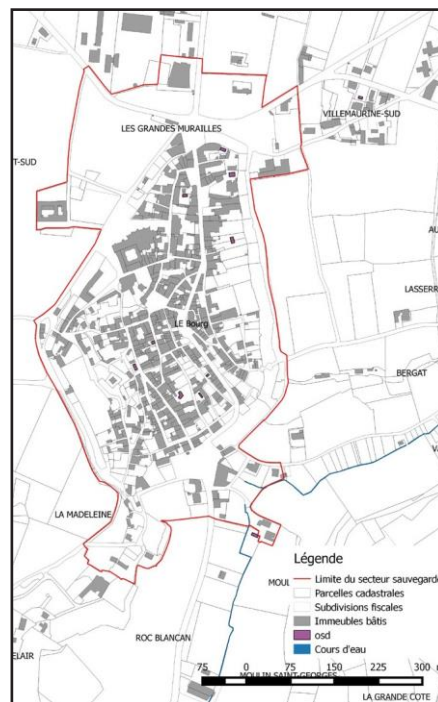 VILLEMAURINE-SUD
LES GRANDES MURAILLES
T-SUD
AU
LASSERR
LE Bourg
BERGAT
LA MADELEINE
Légende
Limite du secteur sauvegardé
MOUL
Parcelles cadastrales
Subdivisions fiscales
Immeubles bâtis
osd
Cours d'eau
ROC BLANCAN
ELAIR
75 0 75 150 225 300 m
MOULIN SAINT-GEORGES
LA GRANDE COTE